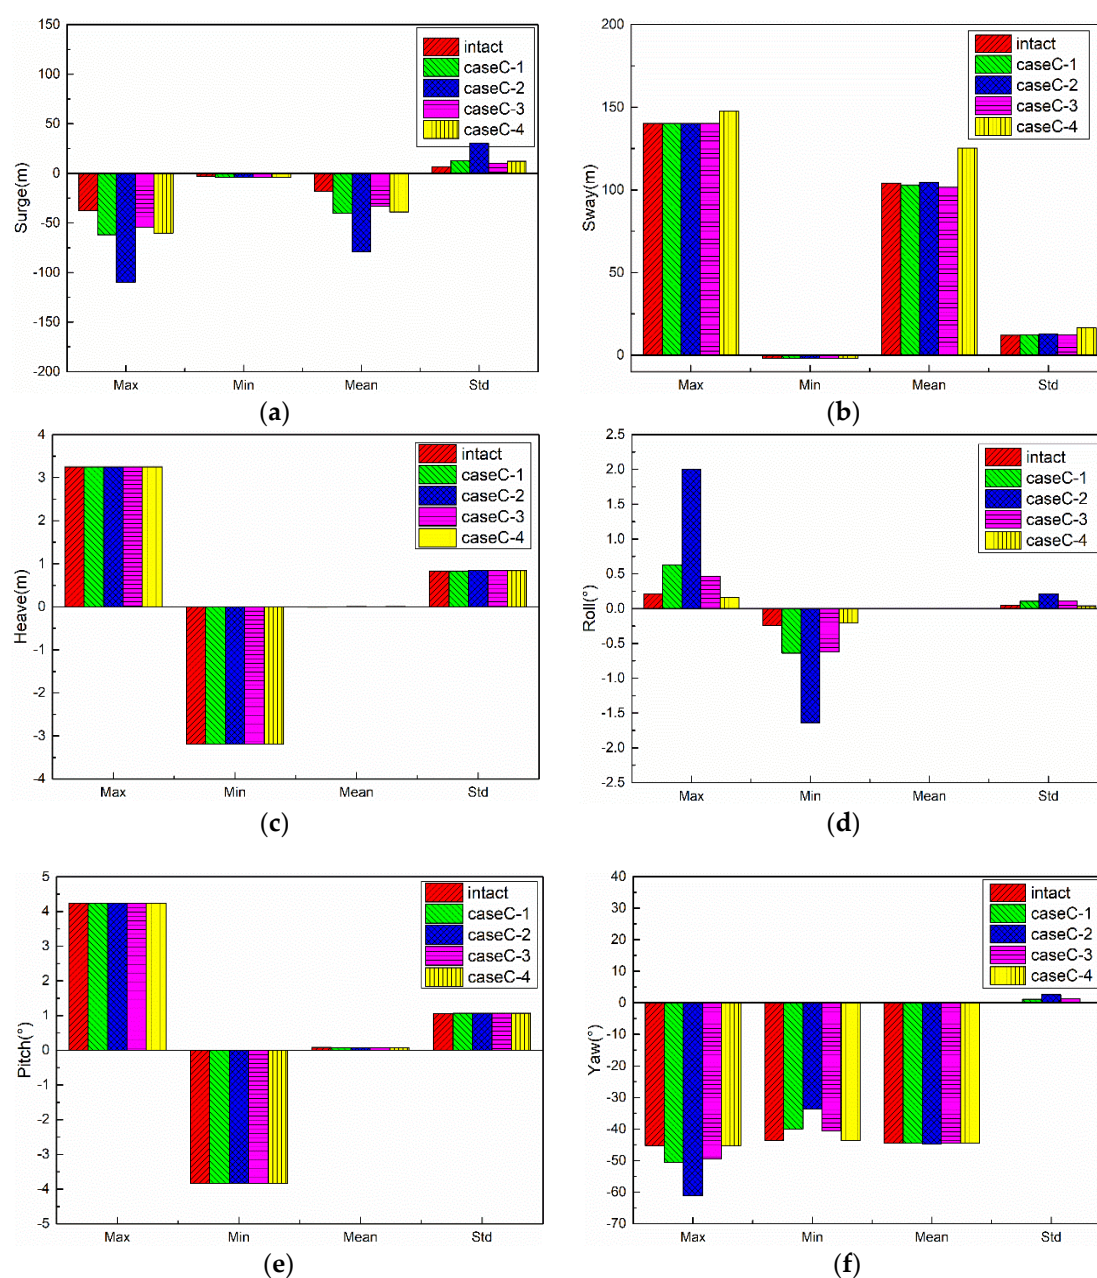 150
100
50
0
-50
-100
-150
-200
Surge(m)
intact
caseC-1
caseC-2
caseC-3
caseC-4
Max Min Mean Std
(a)
200
150
100
50
0
Sway(m)
intact
caseC-1
caseC-2
caseC-3
caseC-4
Max Min Mean Std
(b)
4
3
2
1
0
-1
-2
-3
-4
Heave(m)
intact
caseC-1
caseC-2
caseC-3
caseC-4
Max Min Mean Std
(c)
2.5
2.0
1.5
1.0
0.5
0.0
-0.5
-1.0
-1.5
-2.0
-2.5
Roll(°)
intact
caseC-1
caseC-2
caseC-3
caseC-4
Max Min Mean Std
(d)
5
4
3
2
1
0
-1
-2
-3
-4
-5
Pitch(°)
intact
caseC-1
caseC-2
caseC-3
caseC-4
Max Min Mean Std
(e)
40
30
20
10
0
-10
-20
-30
-40
-50
-60
-70
Yaw(°)
intact
caseC-1
caseC-2
caseC-3
caseC-4
Max Min Mean Std
(f)